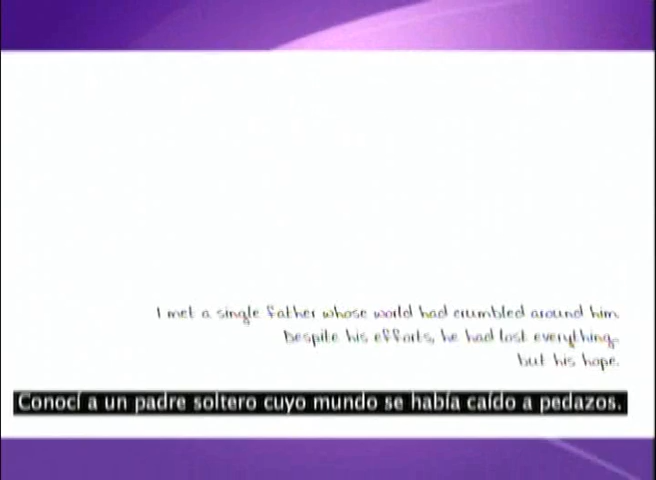 I met a single father whose world had crumbled around him.
Despite his efforts, he had lost everything,
but his hope.
Conocí a un padre soltero cuyo mundo se había caído a pedazos.